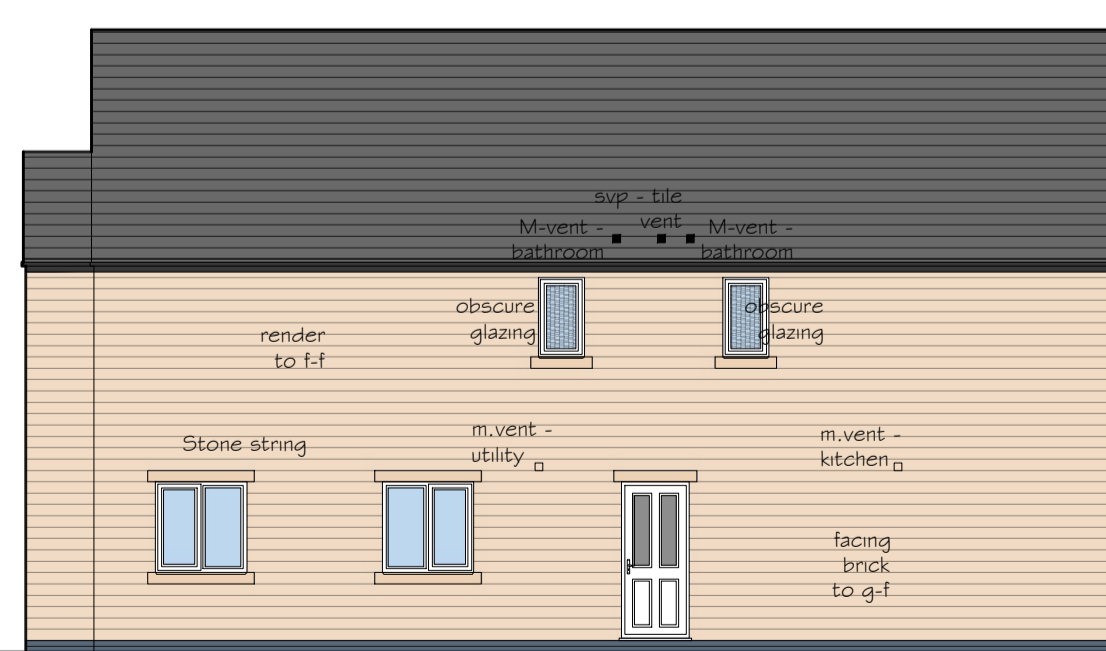 svp - tile
vent
M-vent -
bathroom
M-vent -
bathroom
obscure
glazing
obscure
glazing
render
to f-f
Stone string
m.vent -
utility
m.vent -
kitchen
facing
brick
to g-f